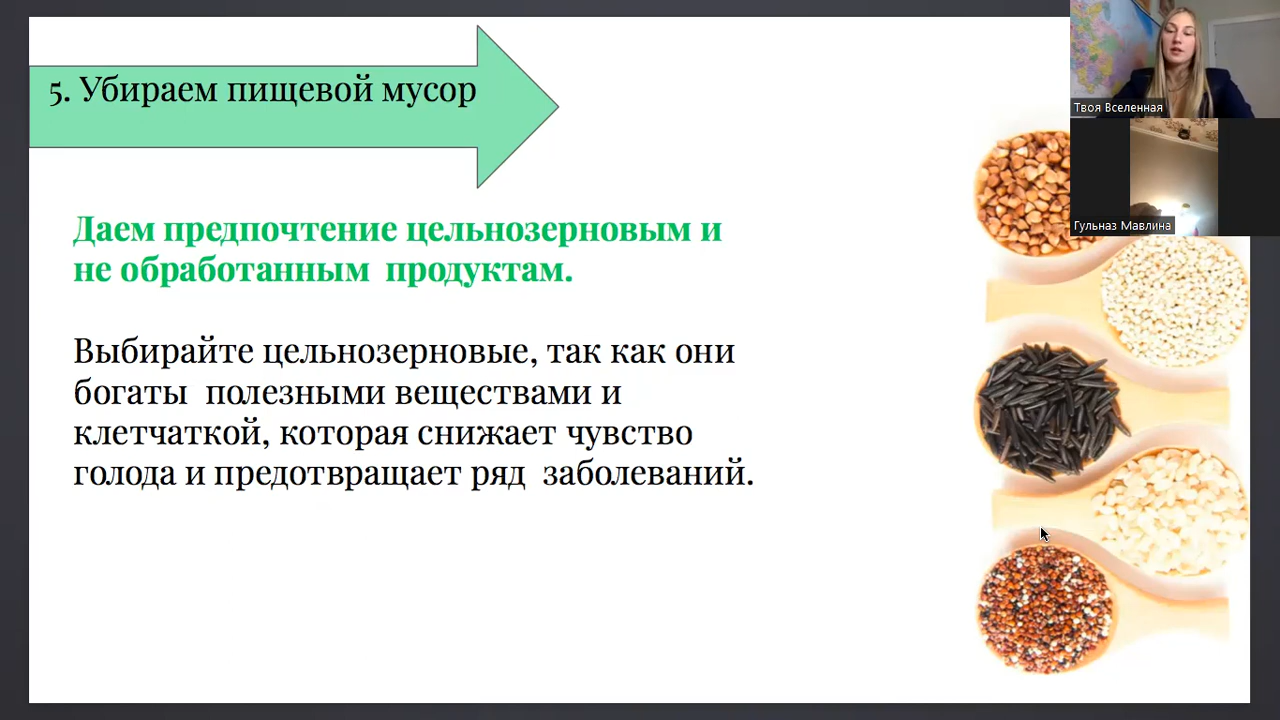 5. Убираем пищевой мусор
Твоя Вселенная
Гульназ Мавлина
Даем предпочтение цельнозерновым и
не обработанным продуктам.
Выбирайте цельнозерновые, так как они
богаты полезными веществами и
клетчаткой, которая снижает чувство
голода и предотвращает ряд заболеваний.